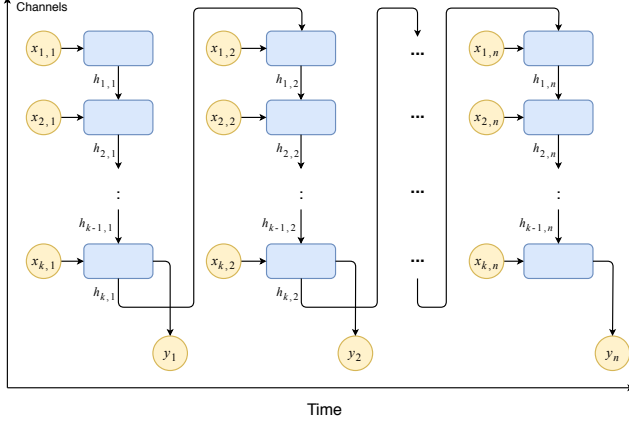 Channels
x1,1 x1,2 x1,n
...
h1,1 h1,2 h1,n
x2,1 x2,2 ... x2,n
h2,1 h2,2 h2,n
: : ... :
hk-1,1 hk-1,2 hk-1,n
xk,1 xk,2 ... xk,n
hk,1 hk,2
y1 y2 yn
Time